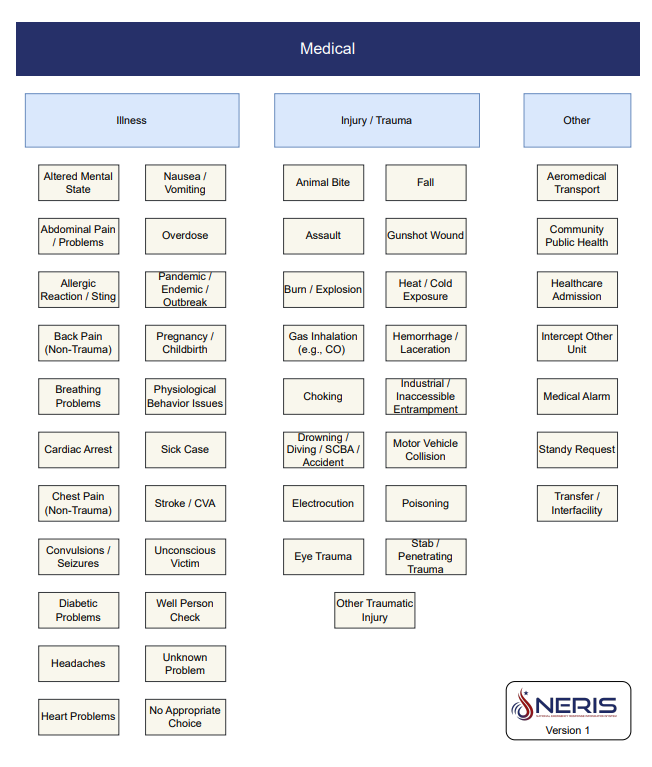 Medical
Illness
Altered Mental
State
Abdominal Pain
/ Problems
Allergic
Reaction / Sting
Back Pain
(Non-Trauma)
Breathing
Problems
Cardiac Arrest
Chest Pain
(Non-Trauma)
Convulsions /
Seizures
Diabetic
Problems
Headaches
Heart Problems
Nausea /
Vomiting
Overdose
Pandemic /
Endemic /
Outbreak
Pregnancy /
Childbirth
Physiological
Behavior Issues
Sick Case
Stroke / CVA
Unconscious
Victim
Well Person
Check
Unknown
Problem
No Appropriate
Choice
Injury / Trauma
Animal Bite
Assault
Burn / Explosion
Gas Inhalation
(e.g., CO)
Choking
Drowning /
Diving / SCBA /
Accident
Electrocution
Eye Trauma
Fall
Gunshot Wound
Heat / Cold
Exposure
Hemorrhage /
Laceration
Industrial /
Inaccessible
Entrampment
Motor Vehicle
Collision
Poisoning
Stab /
Penetrating
Trauma
Other Traumatic
Injury
Other
Aeromedical
Transport
Community
Public Health
Healthcare
Admission
Intercept Other
Unit
Medical Alarm
Standy Request
Transfer /
Interfacility
NERIS
Version 1